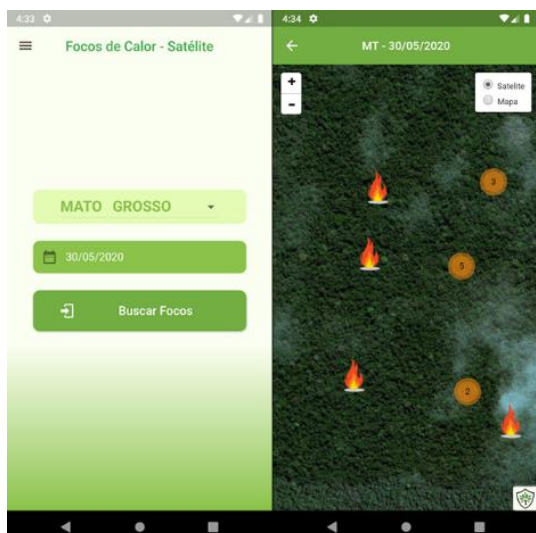 4:33
Focos de Calor - Satélite
MATO GROSSO
30/05/2020
Buscar Focos
4:34
MT - 30/05/2020
+
-
Satelite
Mapa
3
5
2